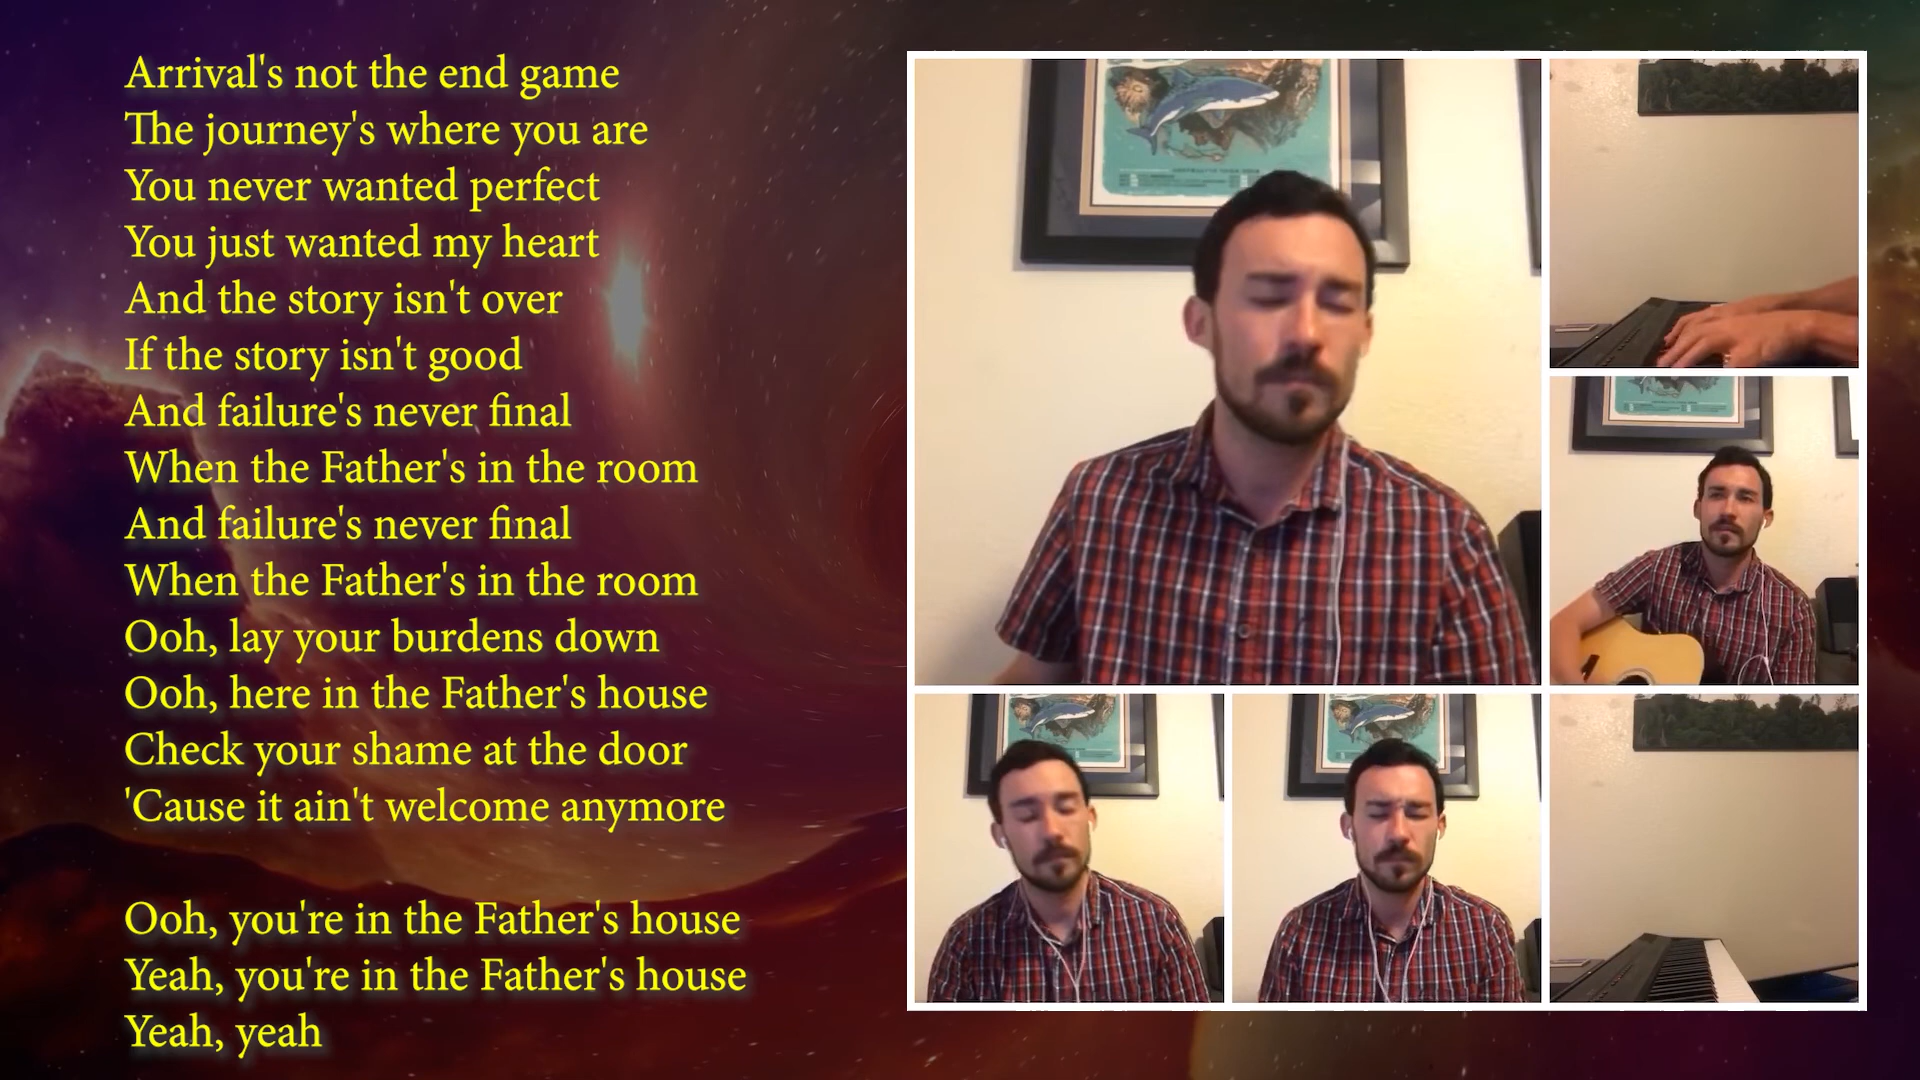 Arrival's not the end game
The journey's where you are
You never wanted perfect
You just wanted my heart
And the story isn't over
If the story isn't good
And failure's never final
When the Father's in the room
And failure's never final
When the Father's in the room
Ooh, lay your burdens down
Ooh, here in the Father's house
Check your shame at the door
'Cause it ain't welcome anymore
Ooh, you're in the Father's house
Yeah, you're in the Father's house
Yeah, yeah